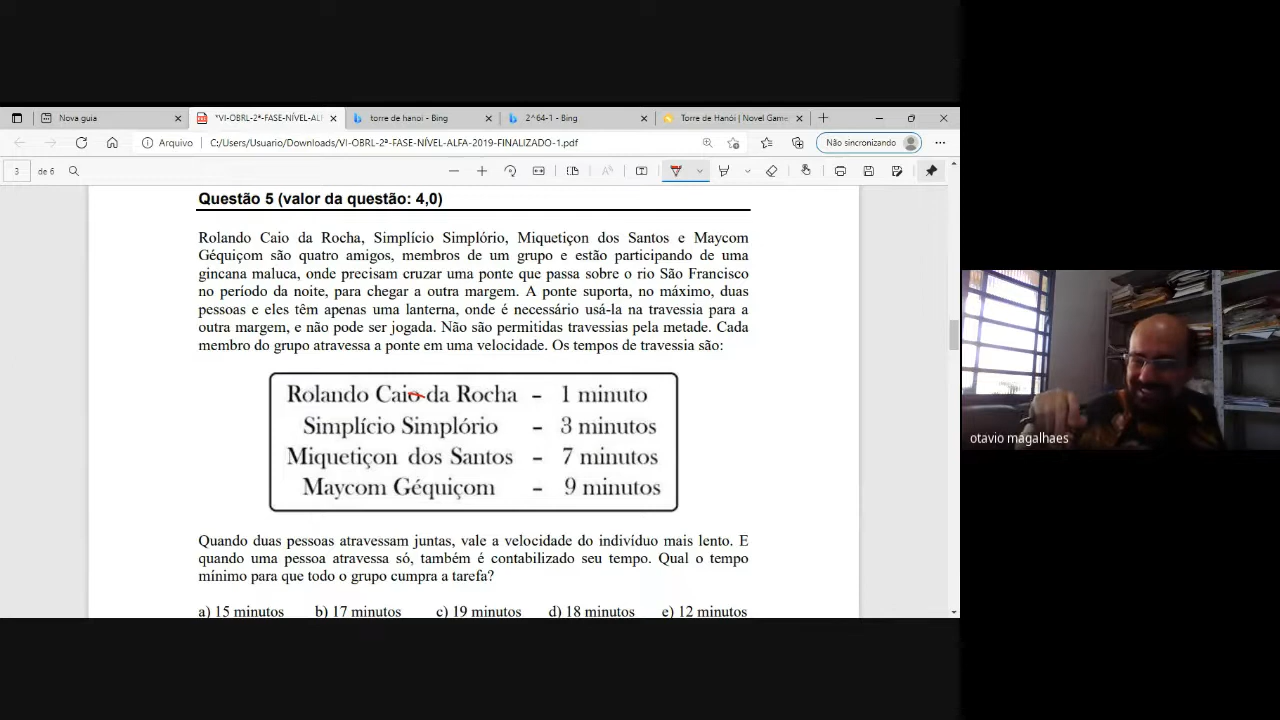 Nova guia
*VI-OBRL-2ª-FASE-NÍVEL-AL
torre de hanoi - Bing
2^64-1 - Bing
Torre de Hanói | Novel Game
Arquivo
C:/Users/Usuario/Downloads/VI-OBRL-2ª-FASE-NÍVEL-ALFA-2019-FINALIZADO-1.pdf
Não sincronizando
3 de 6
Questão 5 (valor da questão: 4,0)
Rolando Caio da Rocha, Simplício Simplório, Miquetiçon dos Santos e Maycom
Géquiçom são quatro amigos, membros de um grupo e estão participando de uma
gincana maluca, onde precisam cruzar uma ponte que passa sobre o rio São Francisco
no período da noite, para chegar a outra margem. A ponte suporta, no máximo, duas
pessoas e eles têm apenas uma lanterna, onde é necessário usá-la na travessia para a
outra margem, e não pode ser jogada. Não são permitidas travessias pela metade. Cada
membro do grupo atravessa a ponte em uma velocidade. Os tempos de travessia são:
Rolando Caio da Rocha - 1 minuto
Simplício Simplório - 3 minutos
Miquetiçon dos Santos - 7 minutos
Maycom Géquiçom - 9 minutos
Quando duas pessoas atravessam juntas, vale a velocidade do indivíduo mais lento. E
quando uma pessoa atravessa só, também é contabilizado seu tempo. Qual o tempo
mínimo para que todo o grupo cumpra a tarefa?
a) 15 minutos b) 17 minutos c) 19 minutos d) 18 minutos e) 12 minutos
otavio magalhaes